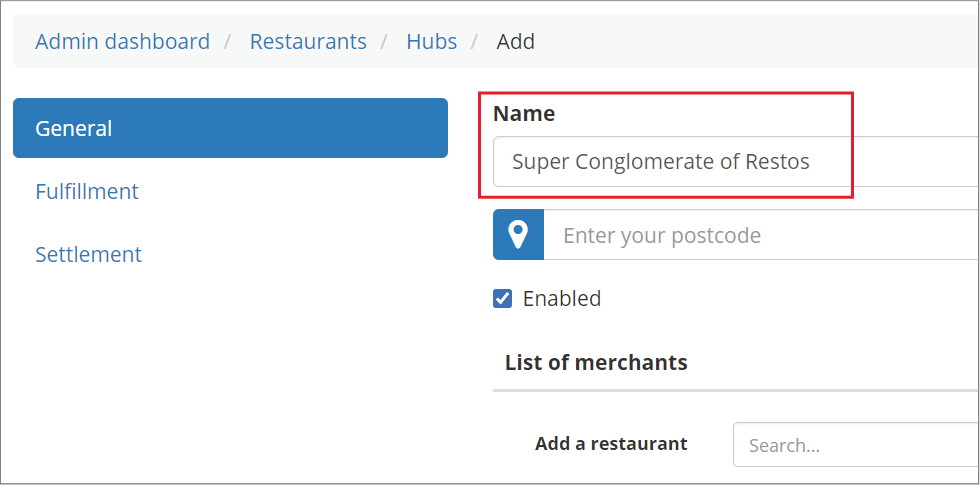 Admin dashboard / Restaurants / Hubs / Add
General
Fulfillment
Settlement
Name
Super Conglomerate of Restos
Enter your postcode
Enabled
List of merchants
Add a restaurant Search...